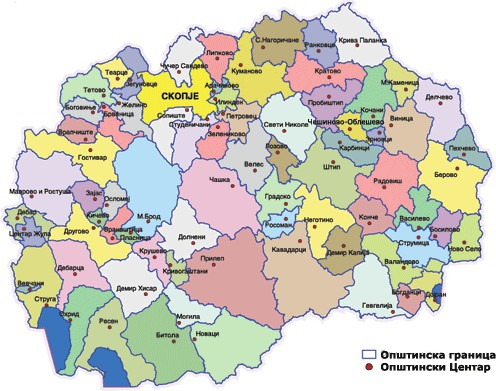 С.Нагоричане
Ранковце
Крива Паланка
Липково
Чучер Сандево
Куманово
Кратово
Теарце
Јегуновце
Арачиново
СКОПЈЕ
М.Каменица
Тетово
Желино
Илинден
Пробиштип
Кочани
Делчево
Боговиње
Брвеница
Сопиште
Петровец
Чешиново-Облешево
Виница
Студеничани
Свети Николе
Врапчиште
Зелениково
Зрновци
Карбинци
Пехчево
Лозово
Гостивар
Велес
Штип
Берово
Чашка
Радовиш
Маврово и Ростуша
Зајас
Осломеј
Градско
Дебар
Кичево
М.Брод
Неготино
Конче
Василево
Центар Жупа
Другово
Вранештица
Россоман
Босилово
Пласница
Долнени
Струмица
Ново Село
Кавадарци
Демир Капија
Дебарца
Крушево
Прилеп
Валандово
Кривогаштани
Вевчани
Демир Хисар
Богданци
Дојран
Струга
Гевгелија
Охрид
Ресен
Могила
Битола
Новаци
Општинска граница
Општински Центар